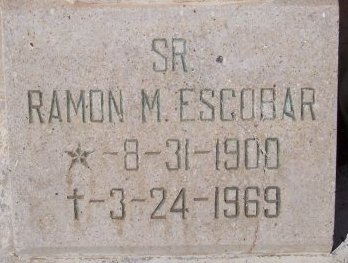 SR.
RAMON M. ESCOBAR
☆-8-31-1900
†-3-24-1969